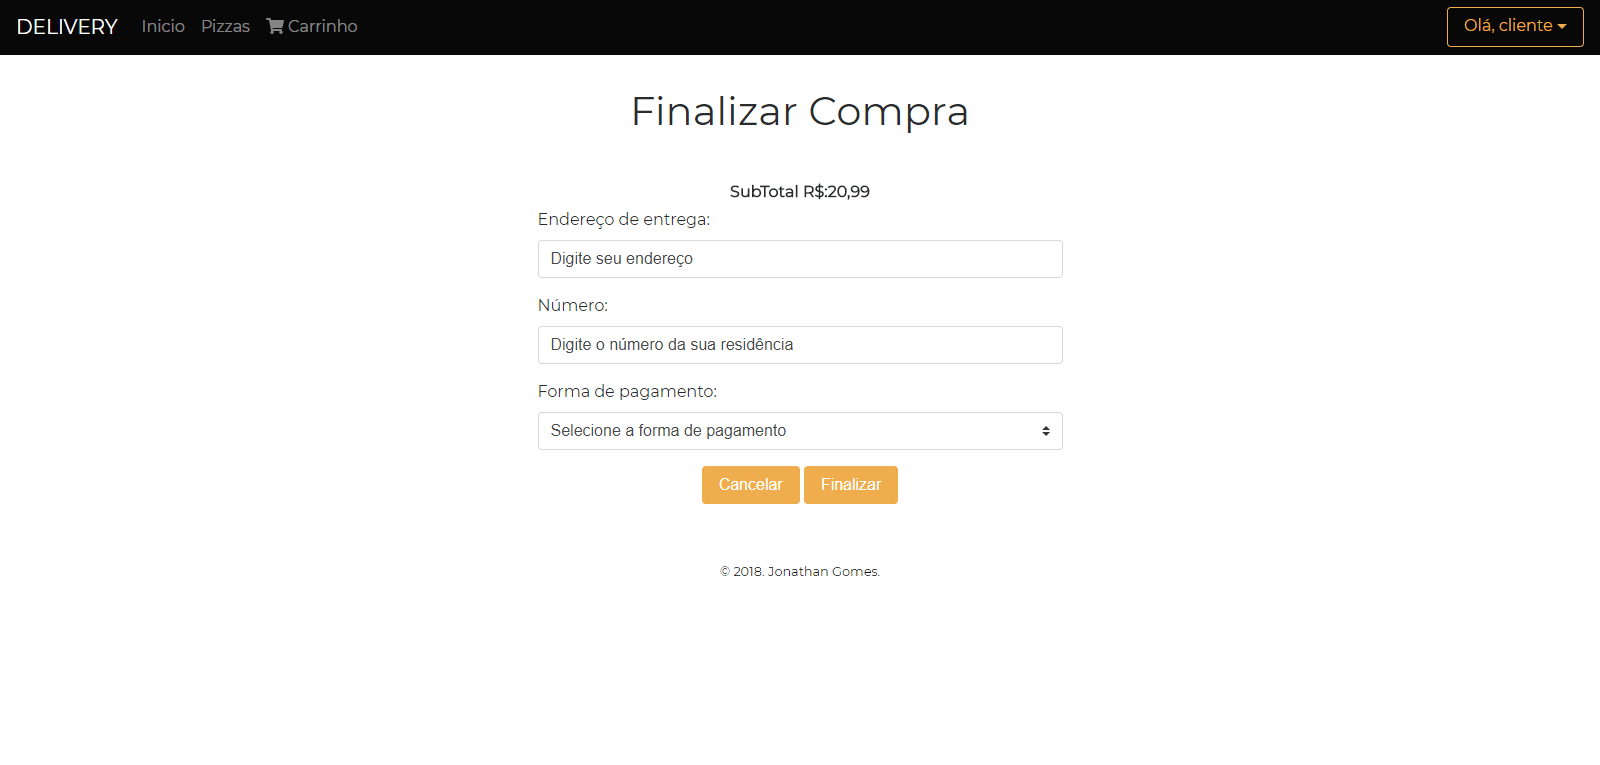 DELIVERY Inicio Pizzas Carrinho Olá, cliente
Finalizar Compra
SubTotal R$:20,99
Endereço de entrega:
Digite seu endereço
Número:
Digite o número da sua residência
Forma de pagamento:
Selecione a forma de pagamento
Cancelar Finalizar
© 2018. Jonathan Gomes.